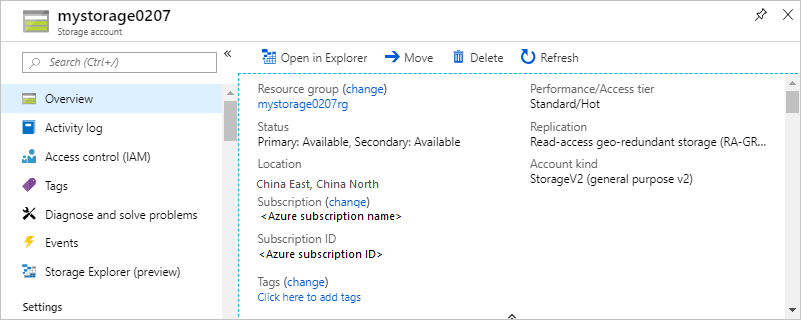 mystorage0207
Storage account
Search (Ctrl+/)
Overview
Activity log
Access control (IAM)
Tags
Diagnose and solve problems
Events
Storage Explorer (preview)
Settings
Open in Explorer
Move
Delete
Refresh
Resource group (change)
mystorage0207rg
Status
Primary: Available, Secondary: Available
Location
China East, China North
Subscription (change)
<Azure subscription name>
Subscription ID
<Azure subscription ID>
Tags (change)
Click here to add tags
Performance/Access tier
Standard/Hot
Replication
Read-access geo-redundant storage (RA-GR...
Account kind
StorageV2 (general purpose v2)